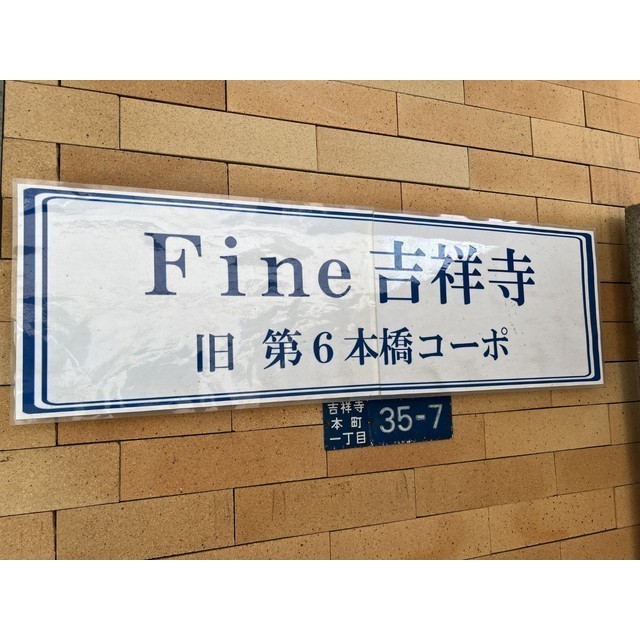 Fine吉祥寺
旧 第6本橋コーポ
吉祥寺
本町
一丁目
35-7